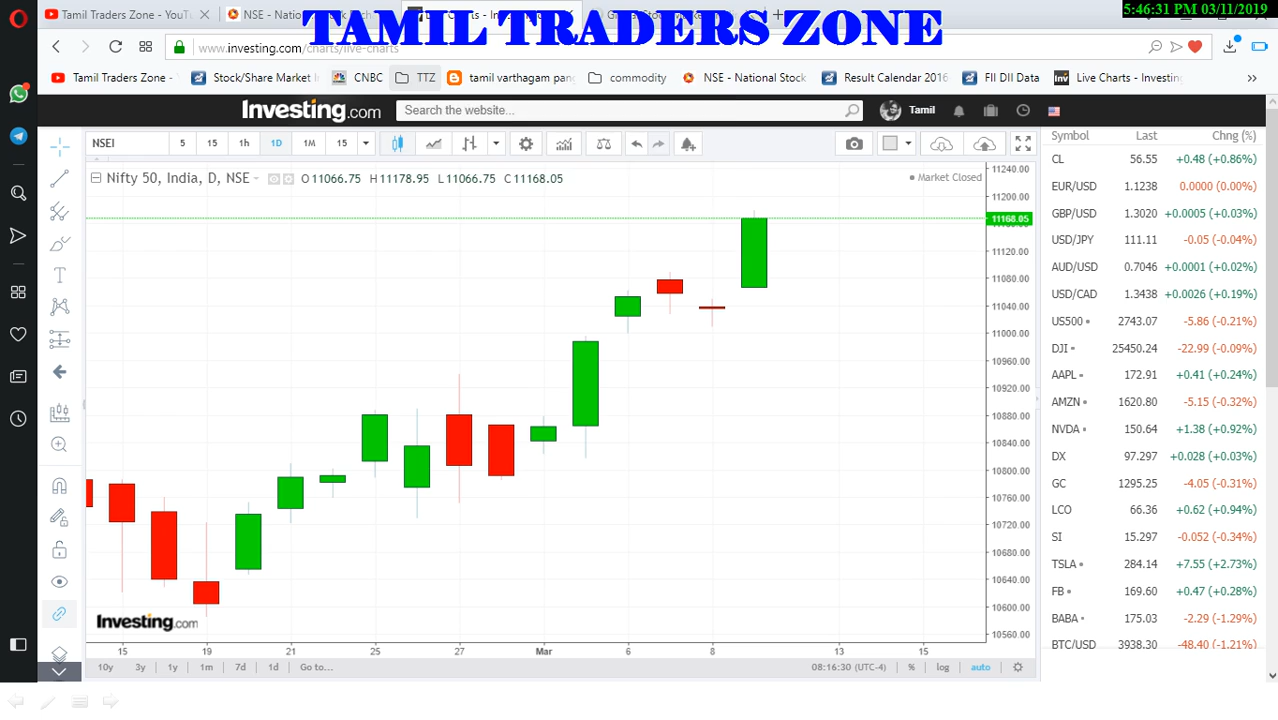 Tamil Traders Zone - YouT
NSE - Natio
TAMIL TRADERS ZONE
5:46:31 PM 03/11/2019
www.investing.com/charts/live-charts
Tamil Traders Zone -
Stock/Share Market I
CNBC
TTZ
tamil varthagam pan
commodity
NSE - National Stock
Result Calendar 2016
FII DII Data
Live Charts - Investin
»
Investing.com
Search the website...
Tamil
NSEI
5
15
1h
1D
1M
15
Nifty 50, India, D, NSE
O 11066.75 H 11178.95 L 11066.75 C 11168.05
Market Closed
11240.00
11200.00
11168.05
11160.00
11120.00
11080.00
11040.00
11000.00
10960.00
10920.00
10880.00
10840.00
10800.00
10760.00
10720.00
10680.00
10640.00
10600.00
10560.00
Investing.com
15 19 21 25 27 Mar 6 8 13 15
10y 3y 1y 1m 7d 1d Go to...
08:16:30 (UTC-4) % log auto
Symbol Last Chng (%)
CL 56.55 +0.48 (+0.86%)
EUR/USD 1.1238 0.0000 (0.00%)
GBP/USD 1.3020 +0.0005 (+0.03%)
USD/JPY 111.11 -0.05 (-0.04%)
AUD/USD 0.7046 +0.0001 (+0.02%)
USD/CAD 1.3438 +0.0026 (+0.19%)
US500 2743.07 -5.86 (-0.21%)
DJI 25450.24 -22.99 (-0.09%)
AAPL 172.91 +0.41 (+0.24%)
AMZN 1620.80 -5.15 (-0.32%)
NVDA 150.64 +1.38 (+0.92%)
DX 97.297 +0.028 (+0.03%)
GC 1295.25 -4.05 (-0.31%)
LCO 66.36 +0.62 (+0.94%)
SI 15.297 -0.052 (-0.34%)
TSLA 284.14 +7.55 (+2.73%)
FB 169.60 +0.47 (+0.28%)
BABA 175.03 -2.29 (-1.29%)
BTC/USD 3938.30 -48.40 (-1.21%)